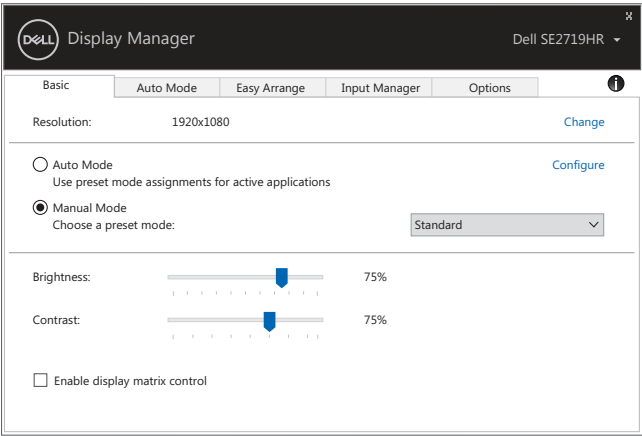 DELL Display Manager
Dell SE2719HR
Basic Auto Mode Easy Arrange Input Manager Options
Resolution: 1920x1080 Change
Auto Mode Configure
Use preset mode assignments for active applications
Manual Mode
Choose a preset mode: Standard
Brightness: 75%
Contrast: 75%
Enable display matrix control